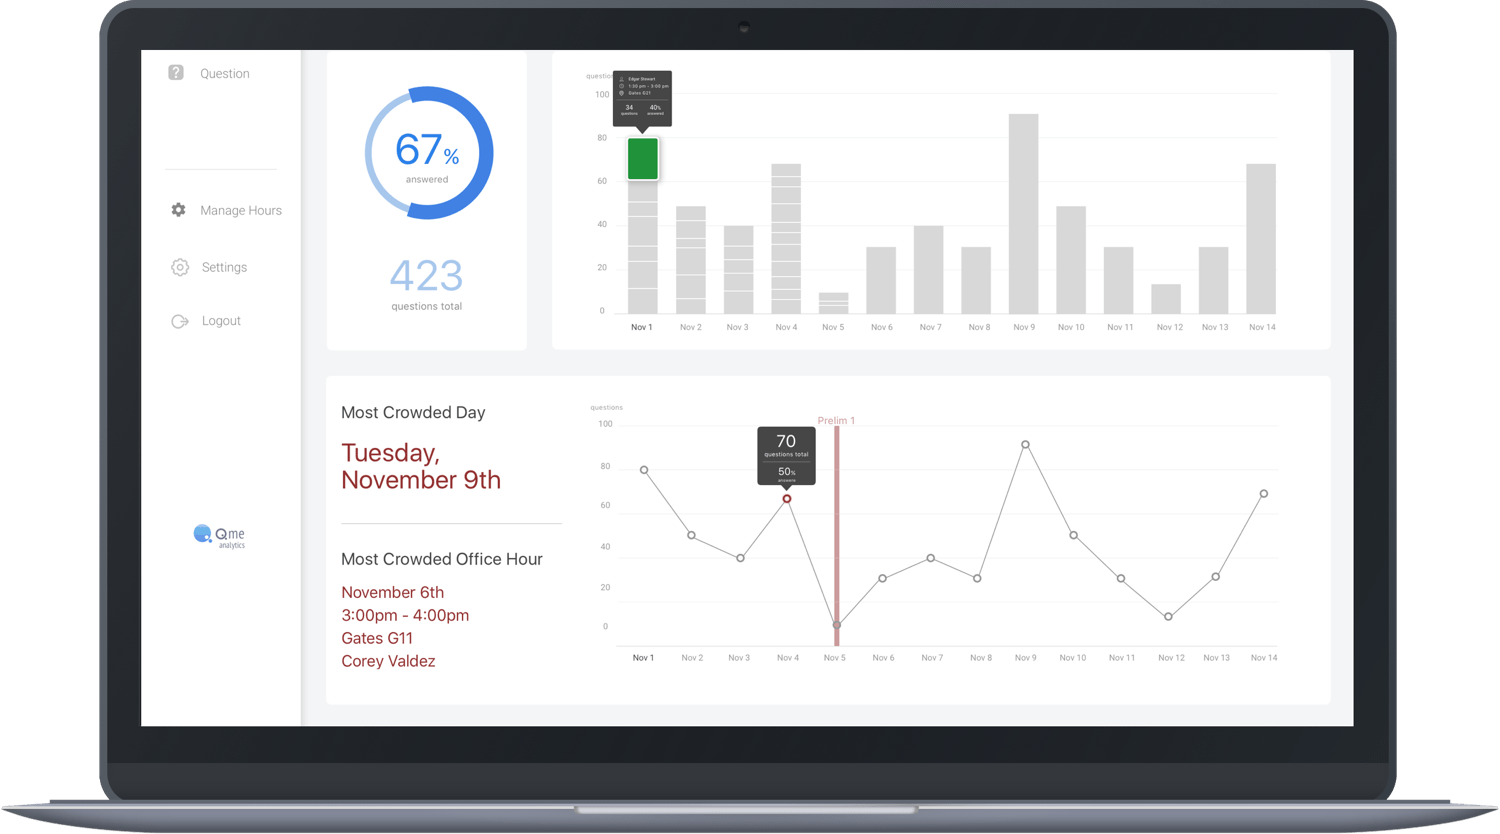 Question
Manage Hours
Settings
Logout
Qme
analytics
67%
answered
423
questions total
questio
Edgar Stewart
1:30 pm - 3:00 pm
Gates G21
34
questions
40%
answered
100
80
60
40
20
0
Nov 1
Nov 2
Nov 3
Nov 4
Nov 5
Nov 6
Nov 7
Nov 8
Nov 9
Nov 10
Nov 11
Nov 12
Nov 13
Nov 14
Most Crowded Day
Tuesday,
November 9th
Most Crowded Office Hour
November 6th
3:00pm - 4:00pm
Gates G11
Corey Valdez
questions
Prelim 1
70
questions total
50%
answere
100
80
60
40
20
0
Nov 1
Nov 2
Nov 3
Nov 4
Nov 5
Nov 6
Nov 7
Nov 8
Nov 9
Nov 10
Nov 11
Nov 12
Nov 13
Nov 14